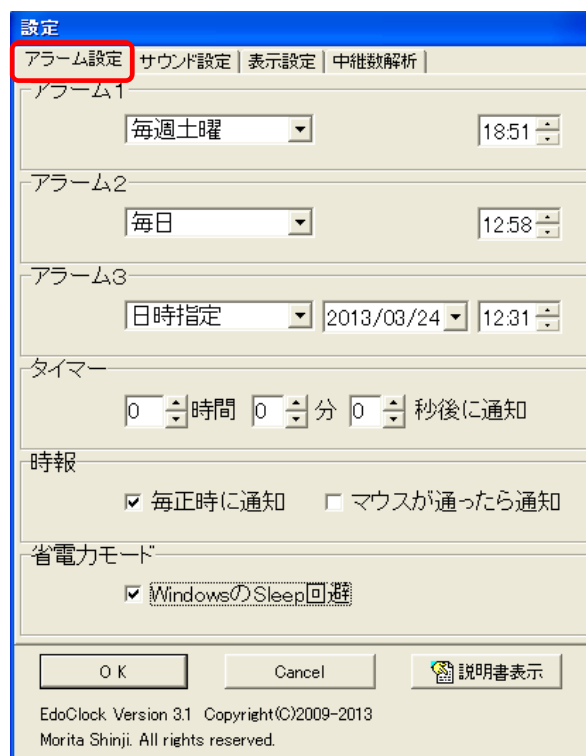 設定
アラーム設定 サウンド設定 表示設定 中継数解析
アラーム1
毎週土曜 18:51
アラーム2
毎日 12:58
アラーム3
日時指定 2013/03/24 12:31
タイマー
0 時間 0 分 0 秒後に通知
時報
毎正時に通知 マウスが通ったら通知
省電力モード
WindowsのSleep回避
OK Cancel 説明書表示
EdoClock Version 3.1 Copyright(C)2009-2013
Morita Shinji. All rights reserved.